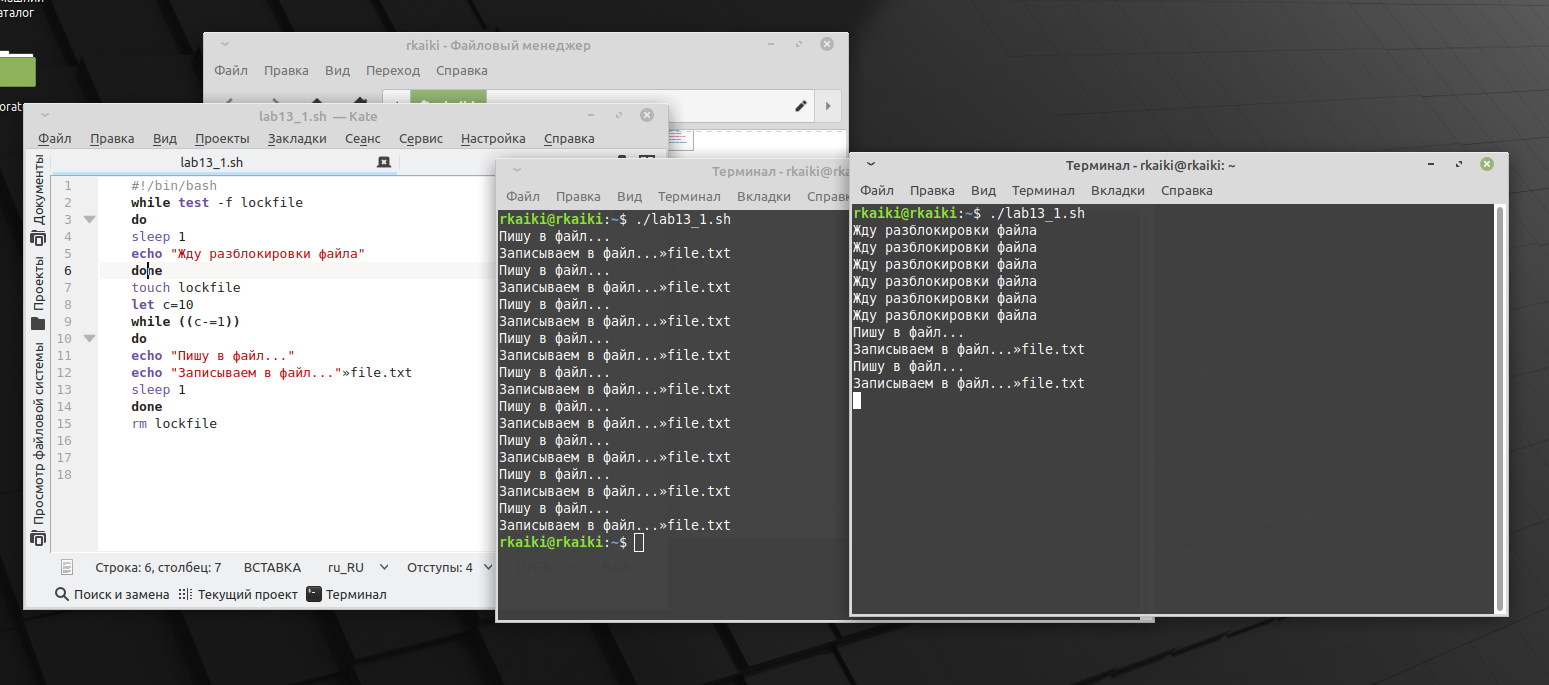 аталог
rkaiki - Файловый менеджер
Файл Правка Вид Переход Справка
lab13_1.sh — Kate
Файл Правка Вид Проекты Закладки Сеанс Сервис Настройка Справка
lab13_1.sh
Документы
Проекты
Просмотр файловой системы
1 #!/bin/bash
2 while test -f lockfile
3 do
4 sleep 1
5 echo "Жду разблокировки файла"
6 done
7 touch lockfile
8 let c=10
9 while ((c-=1))
10 do
11 echo "Пишу в файл..."
12 echo "Записываем в файл..."»file.txt
13 sleep 1
14 done
15 rm lockfile
16
17
18
Строка: 6, столбец: 7 ВСТАВКА ru_RU Отступы: 4
Поиск и замена Текущий проект Терминал
Терминал - rkaiki@rka
Файл Правка Вид Терминал Вкладки Справк
rkaiki@rkaiki:~$ ./lab13_1.sh
Пишу в файл...
Записываем в файл...»file.txt
Пишу в файл...
Записываем в файл...»file.txt
Пишу в файл...
Записываем в файл...»file.txt
Пишу в файл...
Записываем в файл...»file.txt
Пишу в файл...
Записываем в файл...»file.txt
Пишу в файл...
Записываем в файл...»file.txt
Пишу в файл...
Записываем в файл...»file.txt
Пишу в файл...
Записываем в файл...»file.txt
Пишу в файл...
Записываем в файл...»file.txt
rkaiki@rkaiki:~$
Терминал - rkaiki@rkaiki: ~
Файл Правка Вид Терминал Вкладки Справка
rkaiki@rkaiki:~$ ./lab13_1.sh
Жду разблокировки файла
Жду разблокировки файла
Жду разблокировки файла
Жду разблокировки файла
Жду разблокировки файла
Жду разблокировки файла
Пишу в файл...
Записываем в файл...»file.txt
Пишу в файл...
Записываем в файл...»file.txt